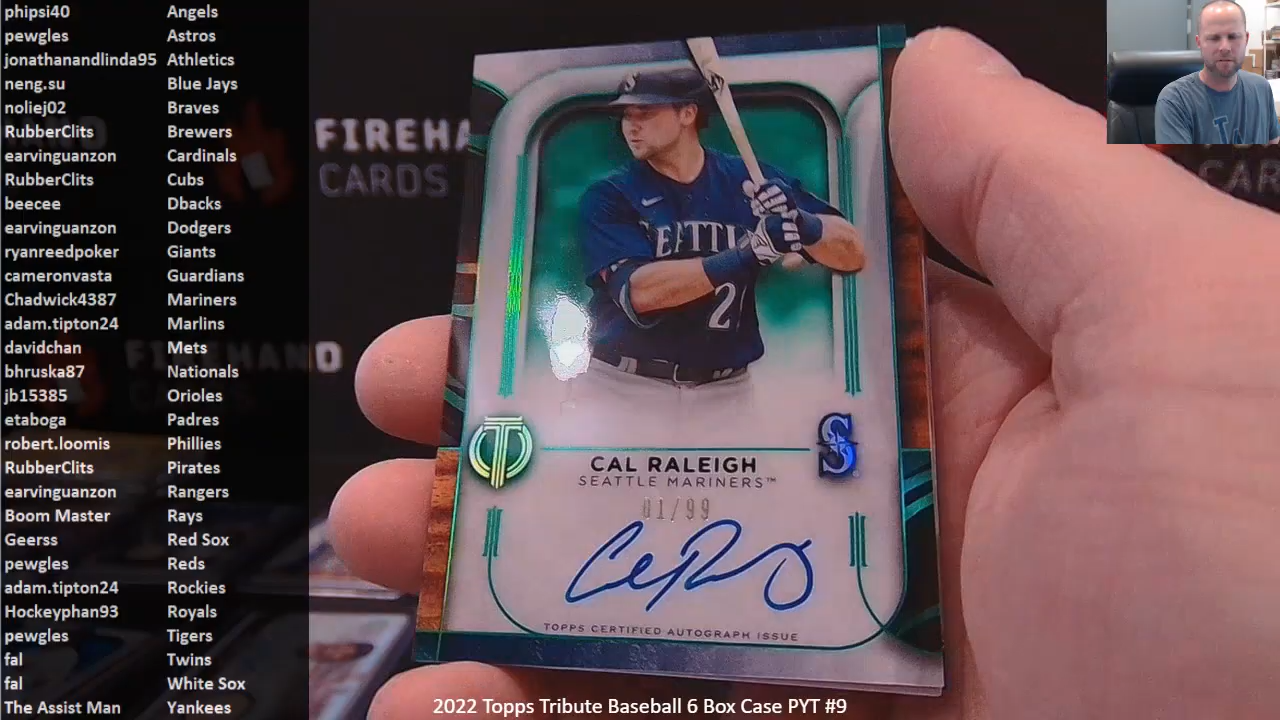 phipsi40 Angels
pewgles Astros
jonathanandlinda95 Athletics
neng.su Blue Jays
noliej02 Braves
RubberClits Brewers
earvinguanzon Cardinals
RubberClits Cubs
beecee Dbacks
earvinguanzon Dodgers
ryanreedpoker Giants
cameronvasta Guardians
Chadwick4387 Mariners
adam.tipton24 Marlins
davidchan Mets
bhruska87 Nationals
jb15385 Orioles
etaboga Padres
robert.loomis Phillies
RubberClits Pirates
earvinguanzon Rangers
Boom Master Rays
Geerss Red Sox
pewgles Reds
adam.tipton24 Rockies
Hockeyphan93 Royals
pewgles Tigers
fal Twins
fal White Sox
The Assist Man Yankees
FIREHA
CARDS
FIREHAND
SEATTL
2
CAL RALEIGH
SEATTLE MARINERS™
01/99
TOPPS CERTIFIED AUTOGRAPH ISSUE
2022 Topps Tribute Baseball 6 Box Case PYT #9